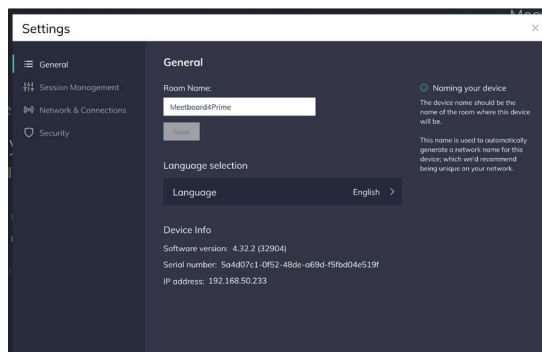 Settings
General
Session Management
Network & Connections
Security
General
Room Name:
Meetboard4Prime
Save
Language selection
Language English
Device Info
Software version: 4.32.2 (32904)
Serial number: 5a4d07c1-0f52-48de-a69d-f5fbd04e519f
IP address: 192.168.50.233
Naming your device
The device name should be the
name of the room where this device
will be.
This name is used to automatically
generate a network name for this
device; which we'd recommend
being unique on your network.